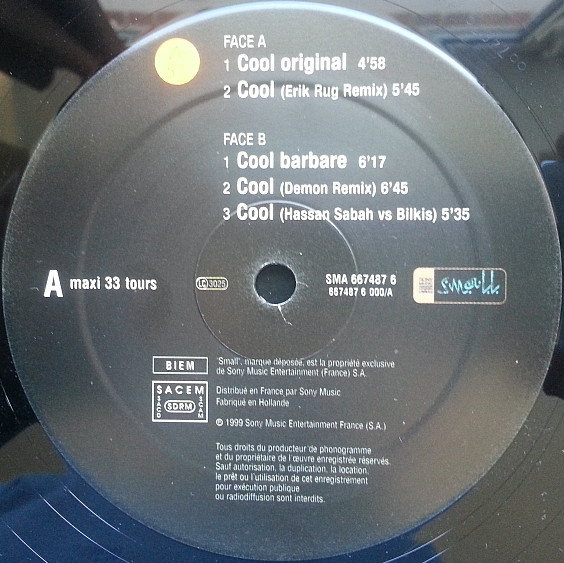 FACE A
1 Cool original 4'58
2 Cool (Erik Rug Remix) 5'45
FACE B
1 Cool barbare 6'17
2 Cool (Demon Remix) 6'45
3 Cool (Hassan Sabah vs Bilkis) 5'35
A maxi 33 tours
LC 3025
SMA 667487 6
667487 6 000/A
small
BIEM
"Small", marque déposée, est la propriété exclusive
de Sony Music Entertainment (France) S.A.
SACEM
SACD SDRM SCAM
Distribué en France par Sony Music
Fabriqué en Hollande
℗ 1999 Sony Music Entertainment France (S.A.)
Tous droits du producteur de phonogramme
et du propriétaire de l'œuvre enregistrée réservés.
Sauf autorisation, la duplication, la location,
le prêt ou l'utilisation de cet enregistrement
pour exécution publique
ou radiodiffusion sont interdits.